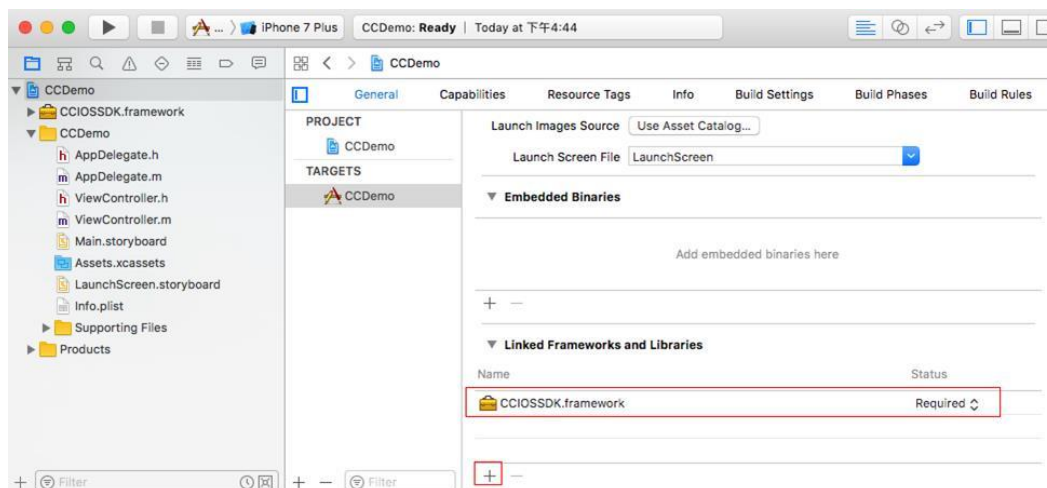 iPhone 7 Plus
CCDemo: Ready | Today at 下午4:44
CCDemo
CCDemo
CCIOSSDK.framework
CCDemo
h AppDelegate.h
m AppDelegate.m
h ViewController.h
m ViewController.m
Main.storyboard
Assets.xcassets
LaunchScreen.storyboard
Info.plist
Supporting Files
Products
Filter
General Capabilities Resource Tags Info Build Settings Build Phases Build Rules
PROJECT
CCDemo
TARGETS
CCDemo
Filter
Launch Images Source Use Asset Catalog...
Launch Screen File LaunchScreen
Embedded Binaries
Add embedded binaries here
Linked Frameworks and Libraries
Name Status
CCIOSSDK.framework Required